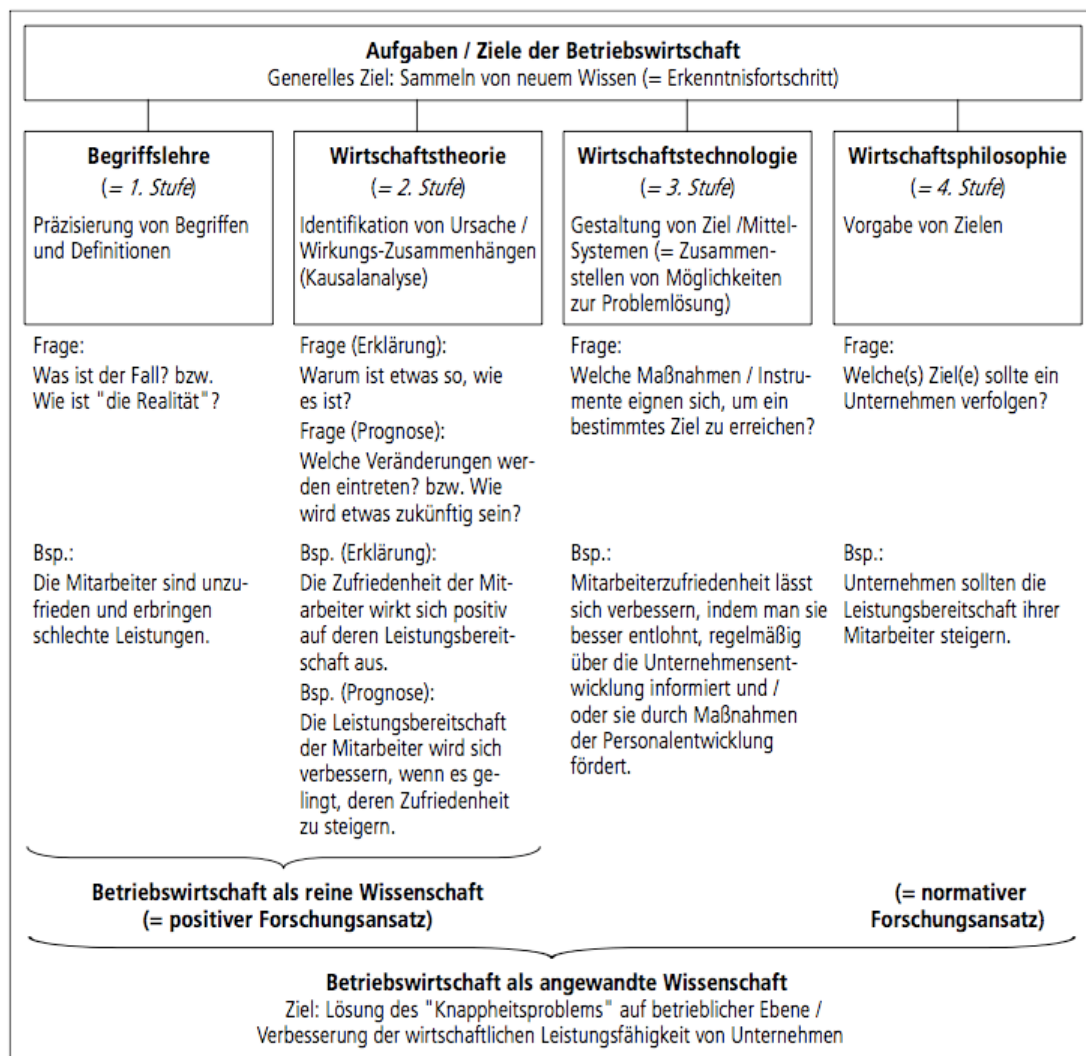 Aufgaben / Ziele der Betriebswirtschaft
Generelles Ziel: Sammeln von neuem Wissen (= Erkenntnisfortschritt)
Begriffslehre
(= 1. Stufe)
Präzisierung von Begriffen
und Definitionen
Wirtschaftstheorie
(= 2. Stufe)
Identifikation von Ursache /
Wirkungs-Zusammenhängen
(Kausalanalyse)
Wirtschaftstechnologie
(= 3. Stufe)
Gestaltung von Ziel /Mittel-
Systemen (= Zusammen-
stellen von Möglichkeiten
zur Problemlösung)
Wirtschaftsphilosophie
(= 4. Stufe)
Vorgabe von Zielen
Frage:
Was ist der Fall? bzw.
Wie ist "die Realität"?
Frage (Erklärung):
Warum ist etwas so, wie
es ist?
Frage (Prognose):
Welche Veränderungen wer-
den eintreten? bzw. Wie
wird etwas zukünftig sein?
Frage:
Welche Maßnahmen / Instru-
mente eignen sich, um ein
bestimmtes Ziel zu erreichen?
Frage:
Welche(s) Ziel(e) sollte ein
Unternehmen verfolgen?
Bsp.:
Die Mitarbeiter sind unzu-
frieden und erbringen
schlechte Leistungen.
Bsp. (Erklärung):
Die Zufriedenheit der Mit-
arbeiter wirkt sich positiv
auf deren Leistungsbereit-
schaft aus.
Bsp. (Prognose):
Die Leistungsbereitschaft
der Mitarbeiter wird sich
verbessern, wenn es ge-
lingt, deren Zufriedenheit
zu steigern.
Bsp.:
Mitarbeiterzufriedenheit lässt
sich verbessern, indem man sie
besser entlohnt, regelmäßig
über die Unternehmensent-
wicklung informiert und /
oder sie durch Maßnahmen
der Personalentwicklung
fördert.
Bsp.:
Unternehmen sollten die
Leistungsbereitschaft ihrer
Mitarbeiter steigern.
Betriebswirtschaft als reine Wissenschaft
(= positiver Forschungsansatz)
(= normativer
Forschungsansatz)
Betriebswirtschaft als angewandte Wissenschaft
Ziel: Lösung des "Knappheitsproblems" auf betrieblicher Ebene /
Verbesserung der wirtschaftlichen Leistungsfähigkeit von Unternehmen